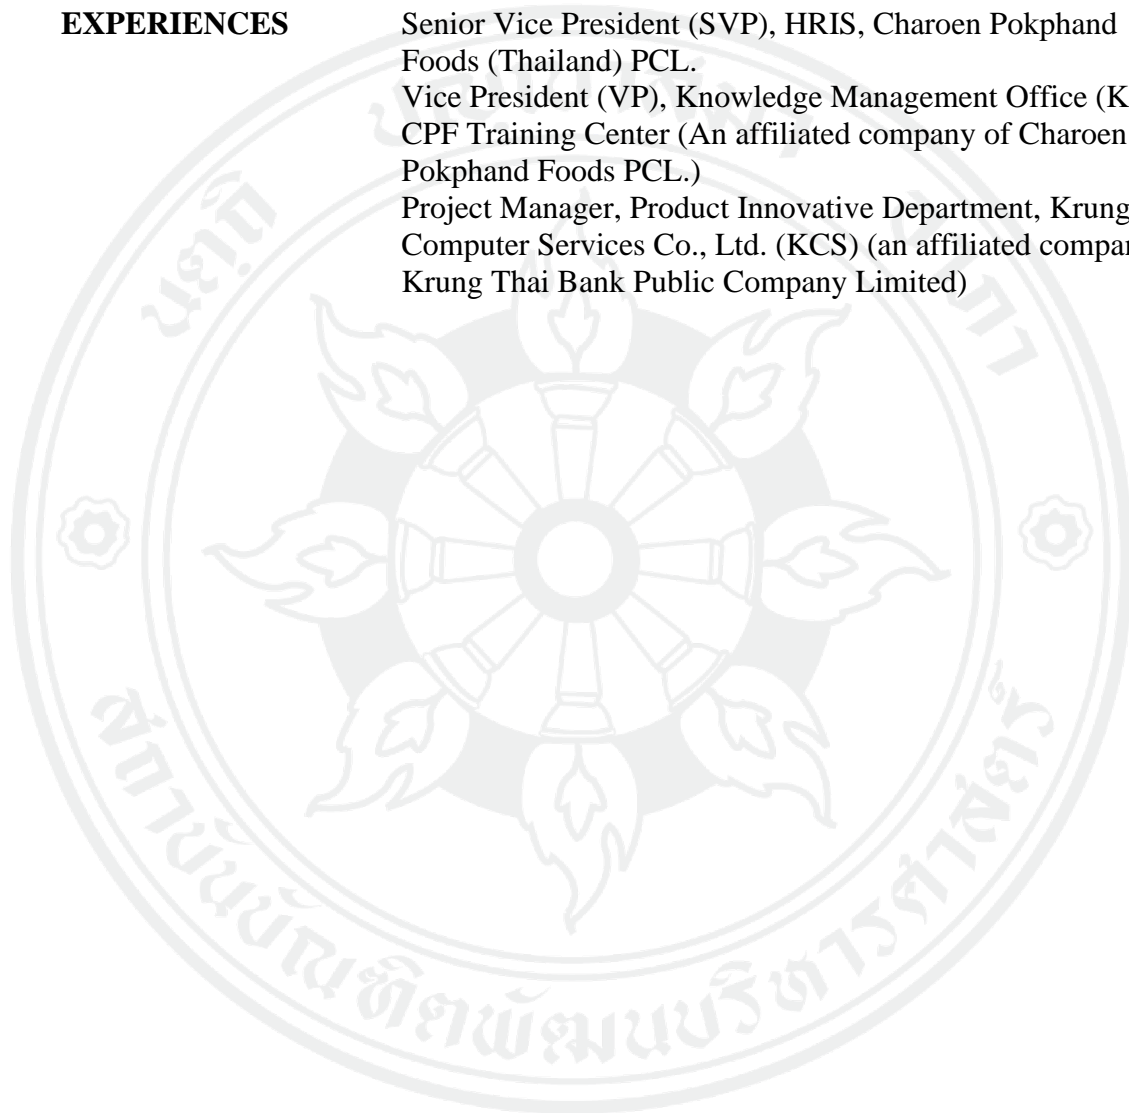 EXPERIENCES Senior Vice President (SVP), HRIS, Charoen Pokphand
Foods (Thailand) PCL.
Vice President (VP), Knowledge Management Office (K
CPF Training Center (An affiliated company of Charoen
Pokphand Foods PCL.)
Project Manager, Product Innovative Department, Krung
Computer Services Co., Ltd. (KCS) (an affiliated
Krung Thai Bank Public Company Limited)
สถาบันบัณฑิตพัฒนบริหารศาสตร์